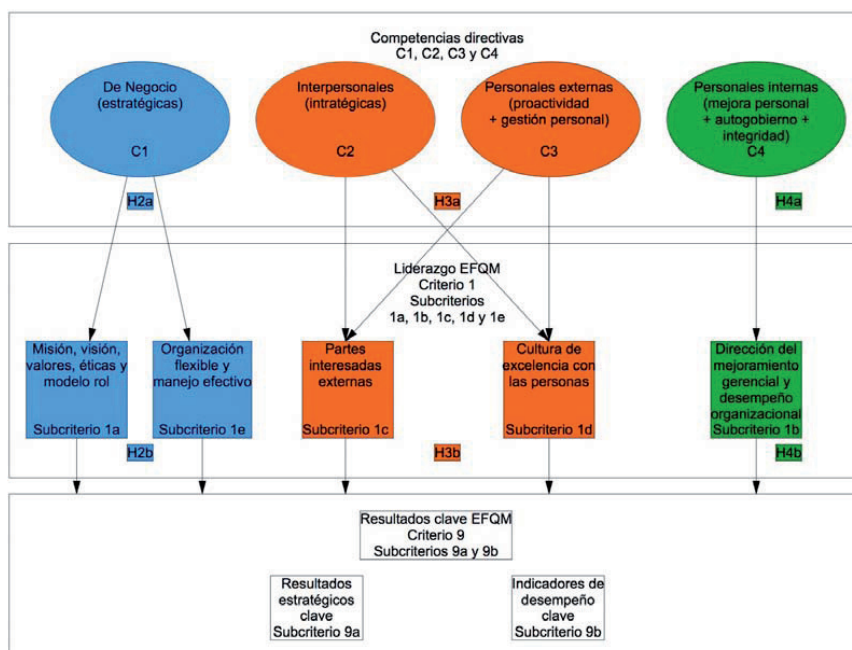 Competencias directivas
C1, C2, C3 y C4
De Negocio
(estratégicas)
C1
Interpersonales
(intratégicas)
C2
Personales externas
(proactividad
+ gestión personal)
C3
Personales internas
(mejora personal
+ autogobierno +
integridad)
C4
H2a
H3a
H4a
Liderazgo EFQM
Criterio 1
Subcriterios
1a, 1b, 1c, 1d y 1e
Misión, visión,
valores, éticas y
modelo rol
Subcriterio 1a
Organización
flexible y
manejo efectivo
Subcriterio 1e
Partes
interesadas
externas
Subcriterio 1c
Cultura de
excelencia con
las personas
Subcriterio 1d
Dirección del
mejoramiento
gerencial y
desempeño
organizacional
Subcriterio 1b
H2b
H3b
H4b
Resultados clave EFQM
Criterio 9
Subcriterios 9a y 9b
Resultados
estratégicos
clave
Subcriterio 9a
Indicadores de
desempeño
clave
Subcriterio 9b